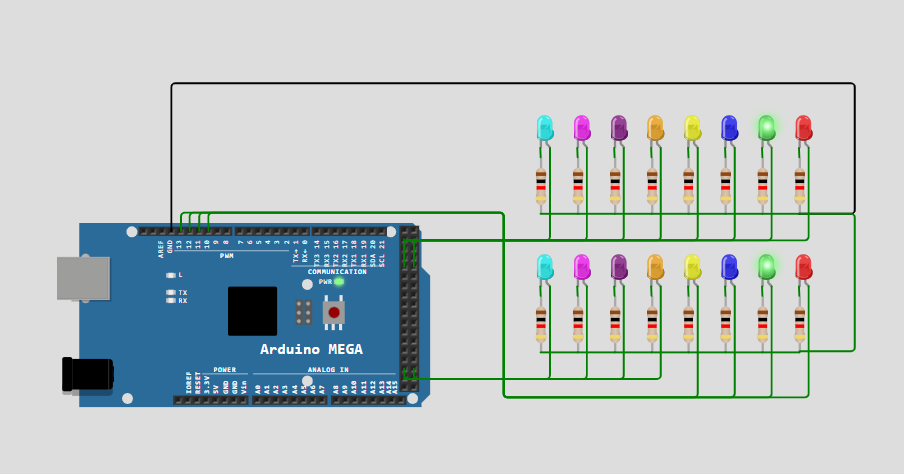 AREF
GND
13
12
11
10
9
8
7
6
5
4
3
2
TX→ 1
RX← 0
TX3 14
RX3 15
TX2 16
RX2 17
TX1 18
RX1 19
SDA 20
SCL 21
PWM
COMMUNICATION
L
PWR
TX
RX
Arduino MEGA
POWER
ANALOG IN
IOREF
RESET
3.3V
5V
GND
GND
Vin
A0
A1
A2
A3
A4
A5
A6
A7
A8
A9
A10
A11
A12
A13
A14
A15